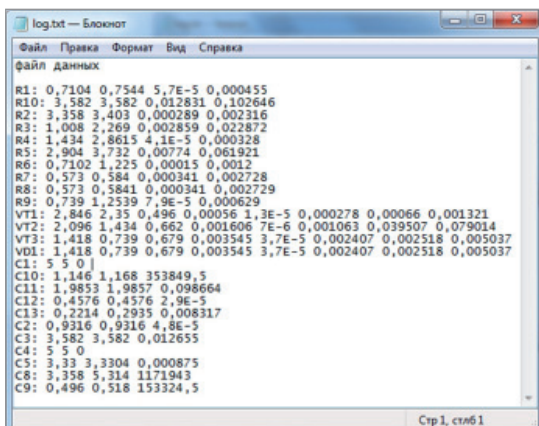 log.txt — Блокнот
Файл Правка Формат Вид Справка
файл данных
R1: 0,7104 0,7544 5,7E-5 0,000455
R10: 3,582 3,582 0,012831 0,102646
R2: 3,358 3,403 0,000289 0,002316
R3: 1,008 2,269 0,002859 0,022872
R4: 1,434 2,8615 4,1E-5 0,000328
R5: 2,904 3,732 0,00774 0,061921
R6: 0,7102 1,225 0,00015 0,0012
R7: 0,573 0,584 0,000341 0,002728
R8: 0,573 0,5841 0,000341 0,002729
R9: 0,739 1,2539 7,9E-5 0,000629
VT1: 2,846 2,35 0,496 0,00056 1,3E-5 0,000278 0,00066 0,001321
VT2: 2,096 1,434 0,662 0,001606 7E-6 0,001063 0,039507 0,079014
VT3: 1,418 0,739 0,679 0,003545 3,7E-5 0,002407 0,002518 0,005037
VD1: 1,418 0,739 0,679 0,003545 3,7E-5 0,002407 0,002518 0,005037
C1: 5 5 0
C10: 1,146 1,168 353849,5
C11: 1,9853 1,9857 0,098664
C12: 0,4576 0,4576 2,9E-5
C13: 0,2214 0,2935 0,008317
C2: 0,9316 0,9316 4,8E-5
C3: 3,582 3,582 0,012655
C4: 5 5 0
C5: 3,33 3,3304 0,000875
C8: 3,358 5,314 1171943
C9: 0,496 0,518 153324,5
Стр 1, стлб 1